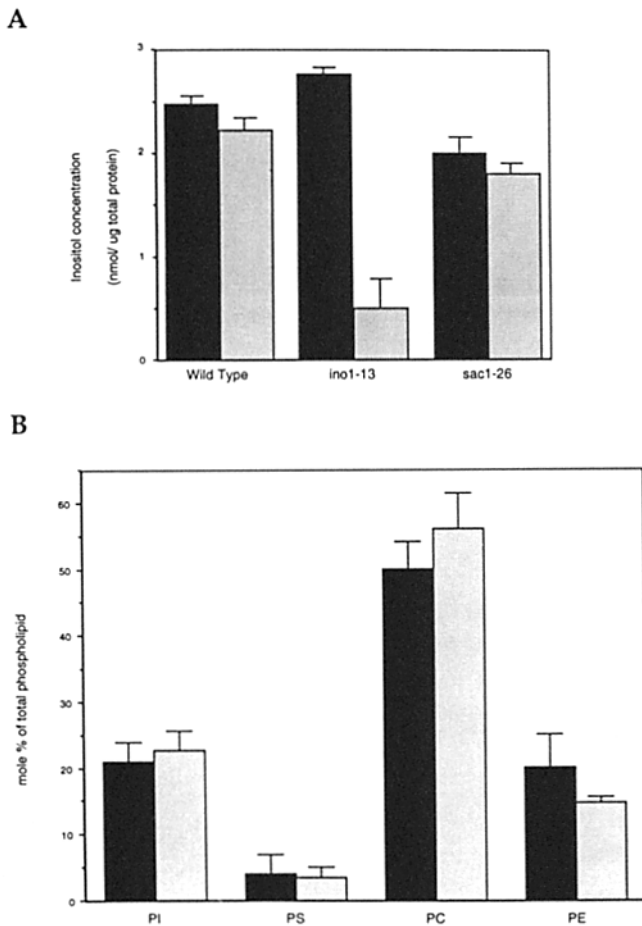 A
3
2
1
0
Inositol concentration
(nmol/ ug total protein)
Wild Type
ino1-13
sac1-26
B
60
50
40
30
20
10
0
mole % of total phospholipid
PI
PS
PC
PE